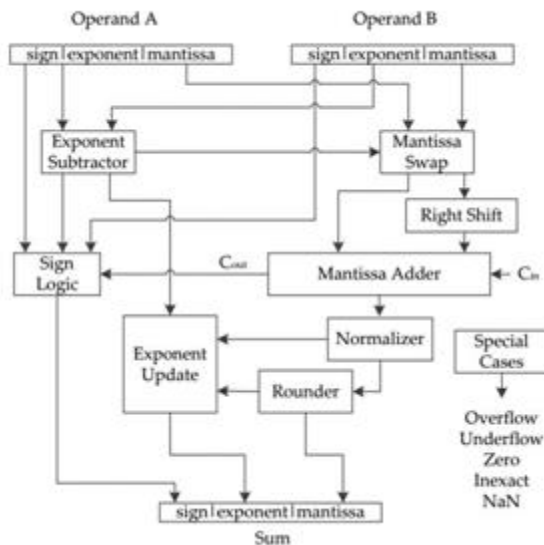 Operand A
Operand B
sign|exponent|mantissa
sign|exponent|mantissa
Exponent
Subtractor
Mantissa
Swap
Right Shift
Sign
Logic
Cout
Mantissa Adder
Cin
Exponent
Update
Normalizer
Rounder
Special
Cases
Overflow
Underflow
Zero
Inexact
NaN
sign|exponent|mantissa
Sum